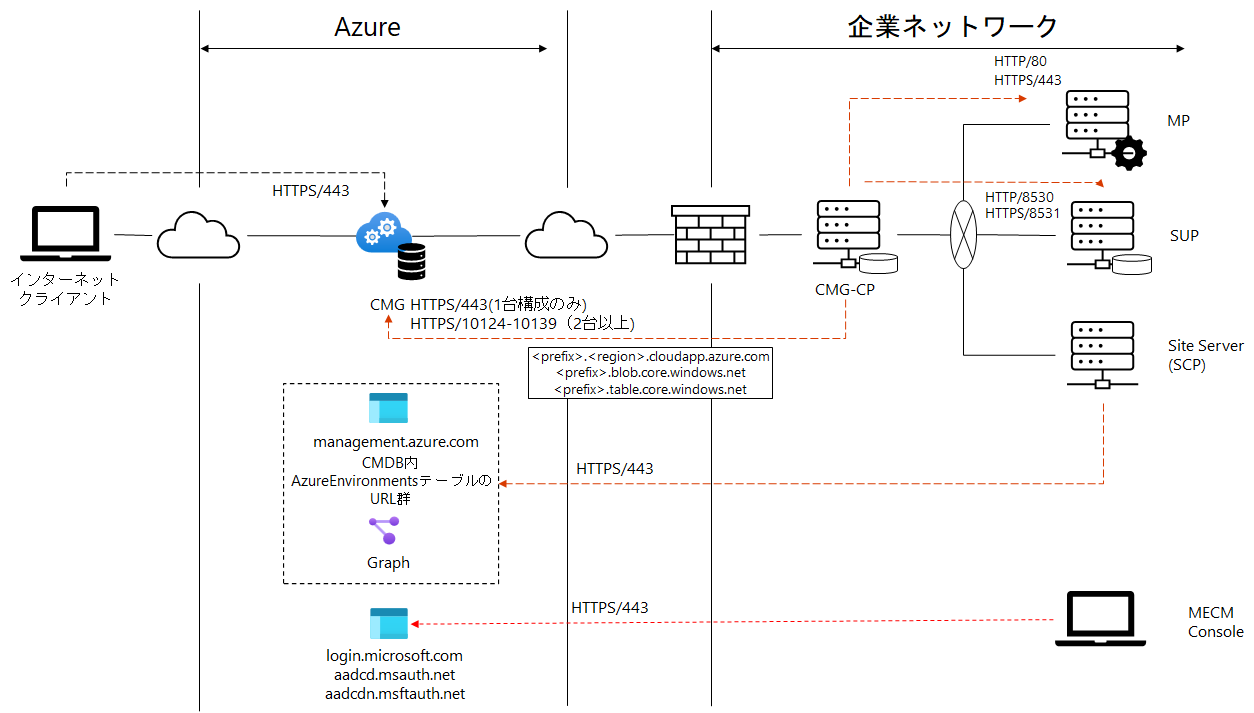 Azure
企業ネットワーク
HTTP/80
HTTPS/443
MP
HTTPS/443
HTTP/8530
HTTPS/8531
SUP
インターネット
クライアント
CMG-CP
CMG HTTPS/443(1台構成のみ)
HTTPS/10124-10139（2台以上)
Site Server
(SCP)
<prefix>.<region>.cloudapp.azure.com
<prefix>.blob.core.windows.net
<prefix>.table.core.windows.net
management.azure.com
CMDB内
AzureEnvironmentsテーブルの
URL群
HTTPS/443
Graph
HTTPS/443
MECM
Console
login.microsoft.com
aadcd.msauth.net
aadcdn.msftauth.net